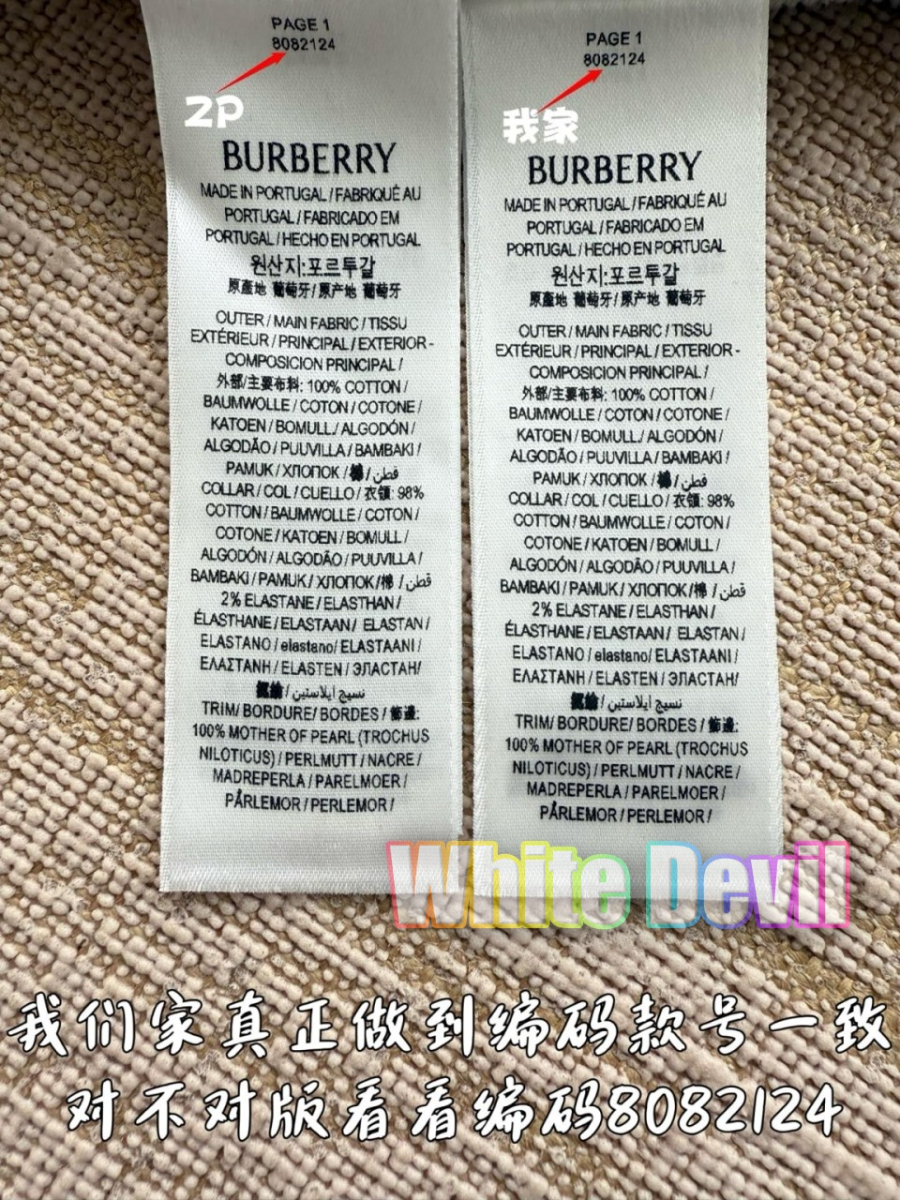 PAGE 1
8082124
2P
BURBERRY
MADE IN PORTUGAL / FABRIQUÉ AU
PORTUGAL / FABRICADO EM
PORTUGAL / HECHO EN PORTUGAL
원산지:포르투갈
原產地 葡萄牙/原产地 葡萄牙
OUTER / MAIN FABRIC / TISSU
EXTÉRIEUR / PRINCIPAL / EXTERIOR -
COMPOSICION PRINCIPAL /
外部/主要布料: 100% COTTON /
BAUMWOLLE / COTON / COTONE /
KATOEN / BOMULL/ ALGODÓN /
ALGODÃO / PUUVILLA / BAMBAKI /
PAMUK / ХЛОПОК / 棉 / قطن
COLLAR / COL / CUELLO / 衣領: 98%
COTTON / BAUMWOLLE / COTON /
COTONE / KATOEN / BOMULL /
ALGODÓN / ALGODÃO / PUUVILLA /
BAMBAKI / PAMUK / ХЛОПОК /棉 / قطن
2% ELASTANE / ELASTHAN /
ÉLASTHANE / ELASTAAN / ELASTAN /
ELASTANO / elastano/ ELASTAANI /
ΕΛΑΣΤΑΝΗ / ELASTEN / ЭЛАСТАН/
/ نسيج ايلاستين
TRIM/ BORDURE/ BORDES / 飾邊:
100% MOTHER OF PEARL (TROCHUS
NILOTICUS) / PERLMUTT / NACRE /
MADREPERLA / PARELMOER /
PÄRLEMOR / PERLEMOR /
PAGE 1
8082124
我家
BURBERRY
MADE IN PORTUGAL / FABRIQUÉ AU
PORTUGAL / FABRICADO EM
PORTUGAL / HECHO EN PORTUGAL
원산지:포르투갈
原產地 葡萄牙/原产地 葡萄牙
OUTER / MAIN FABRIC / TISSU
EXTÉRIEUR / PRINCIPAL / EXTERIOR -
COMPOSICION PRINCIPAL /
外部/主要布料: 100% COTTON /
BAUMWOLLE / COTON / COTONE /
KATOEN / BOMULL/ ALGODÓN /
ALGODÃO / PUUVILLA / BAMBAKI /
PAMUK / ХЛОПОК / 棉 / قطن
COLLAR / COL / CUELLO / 衣領: 98%
COTTON / BAUMWOLLE / COTON /
COTONE / KATOEN / BOMULL /
ALGODÓN / ALGODÃO / PUUVILLA /
BAMBAKI / PAMUK / ХЛОПОК /棉 / قطن
2% ELASTANE / ELASTHAN /
ÉLASTHANE / ELASTAAN / ELASTAN /
ELASTANO / elastano/ ELASTAANI /
ΕΛΑΣΤΑΝΗ / ELASTEN / ЭЛАСТАН/
/ نسيج ايلاستين
TRIM/ BORDURE/ BORDES / 飾邊:
100% MOTHER OF PEARL (TROCHUS
NILOTICUS) / PERLMUTT / NACRE /
MADREPERLA / PARELMOER /
PÄRLEMOR / PERLEMOR /
White Devil
我们家真正做到编码款号一致
对不对版看看编码8082124